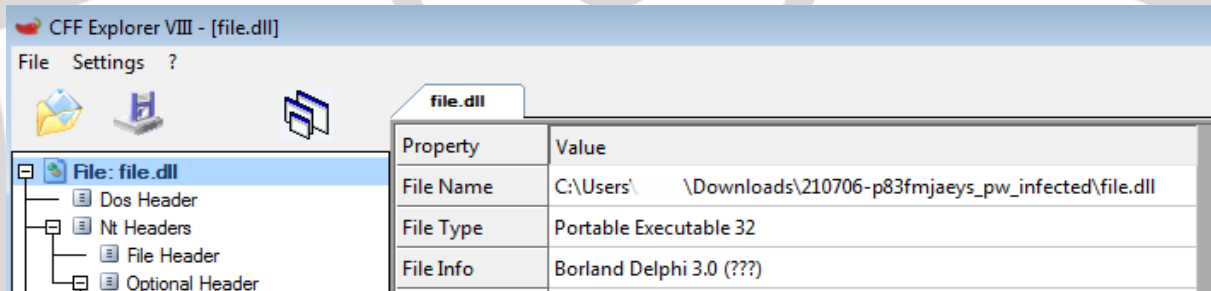 CFF Explorer VIII - [file.dll]
File Settings ?
file.dll
File: file.dll
Dos Header
Nt Headers
File Header
Optional Header
Property Value
File Name C:\Users\ \Downloads\210706-p83fmjaeys_pw_infected\file.dll
File Type Portable Executable 32
File Info Borland Delphi 3.0 (???)